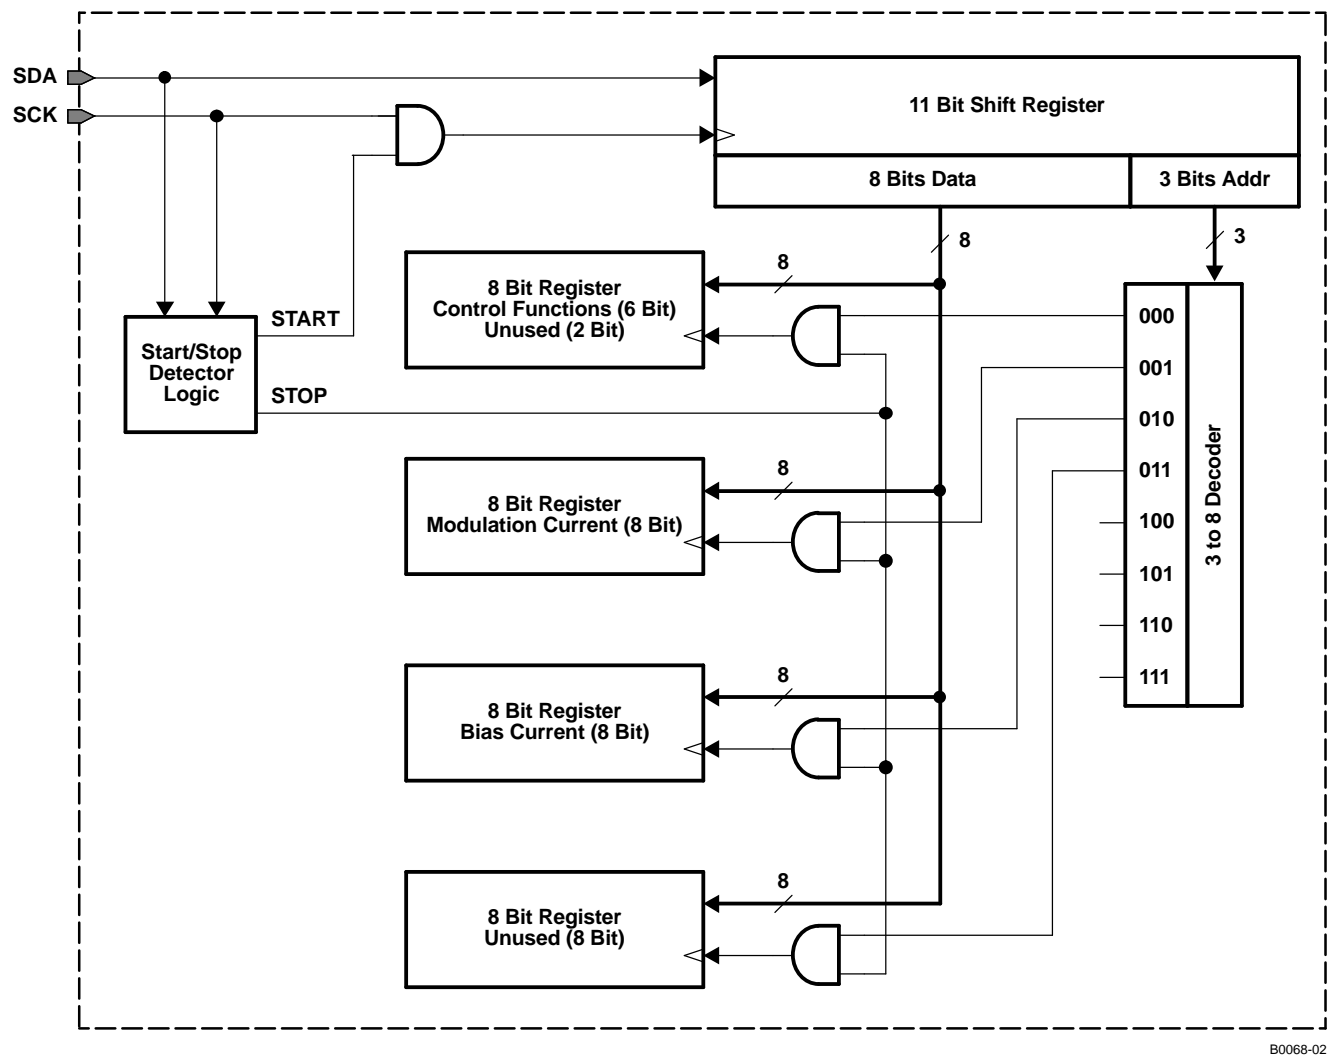 SDA
SCK
11 Bit Shift Register
8 Bits Data
3 Bits Addr
8
3
8
8 Bit Register
Control Functions (6 Bit)
Unused (2 Bit)
START
STOP
Start/Stop
Detector
Logic
000
001
010
011
100
101
110
111
3 to 8 Decoder
8
8 Bit Register
Modulation Current (8 Bit)
8
8 Bit Register
Bias Current (8 Bit)
8
8 Bit Register
Unused (8 Bit)
B0068-02